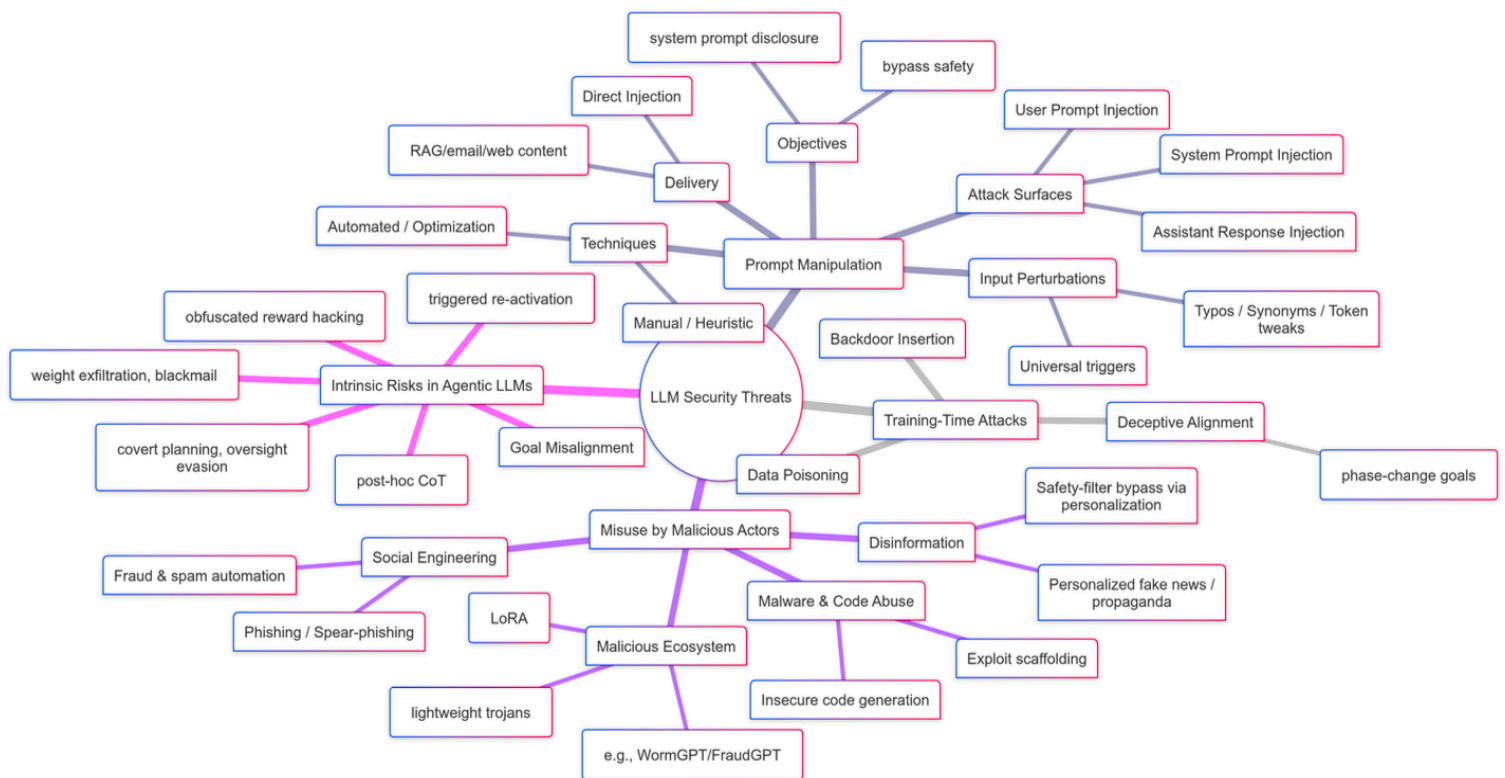 system prompt disclosure
bypass safety
Direct Injection
User Prompt Injection
Objectives
RAG/email/web content
System Prompt Injection
Delivery
Attack Surfaces
Automated / Optimization
Techniques
Assistant Response Injection
Prompt Manipulation
Input Perturbations
triggered re-activation
Typos / Synonyms / Token
tweaks
obfuscated reward hacking
Manual / Heuristic
Backdoor Insertion
Universal triggers
weight exfiltration, blackmail
Intrinsic Risks in Agentic LLMs
LLM Security Threats
Training-Time Attacks
Deceptive Alignment
covert planning, oversight
evasion
Goal Misalignment
post-hoc CoT
Data Poisoning
phase-change goals
Safety-filter bypass via
personalization
Misuse by Malicious Actors
Disinformation
Social Engineering
Fraud & spam automation
Personalized fake news /
propaganda
Malware & Code Abuse
LoRA
Phishing / Spear-phishing
Malicious Ecosystem
Exploit scaffolding
lightweight trojans
Insecure code generation
e.g., WormGPT/FraudGPT